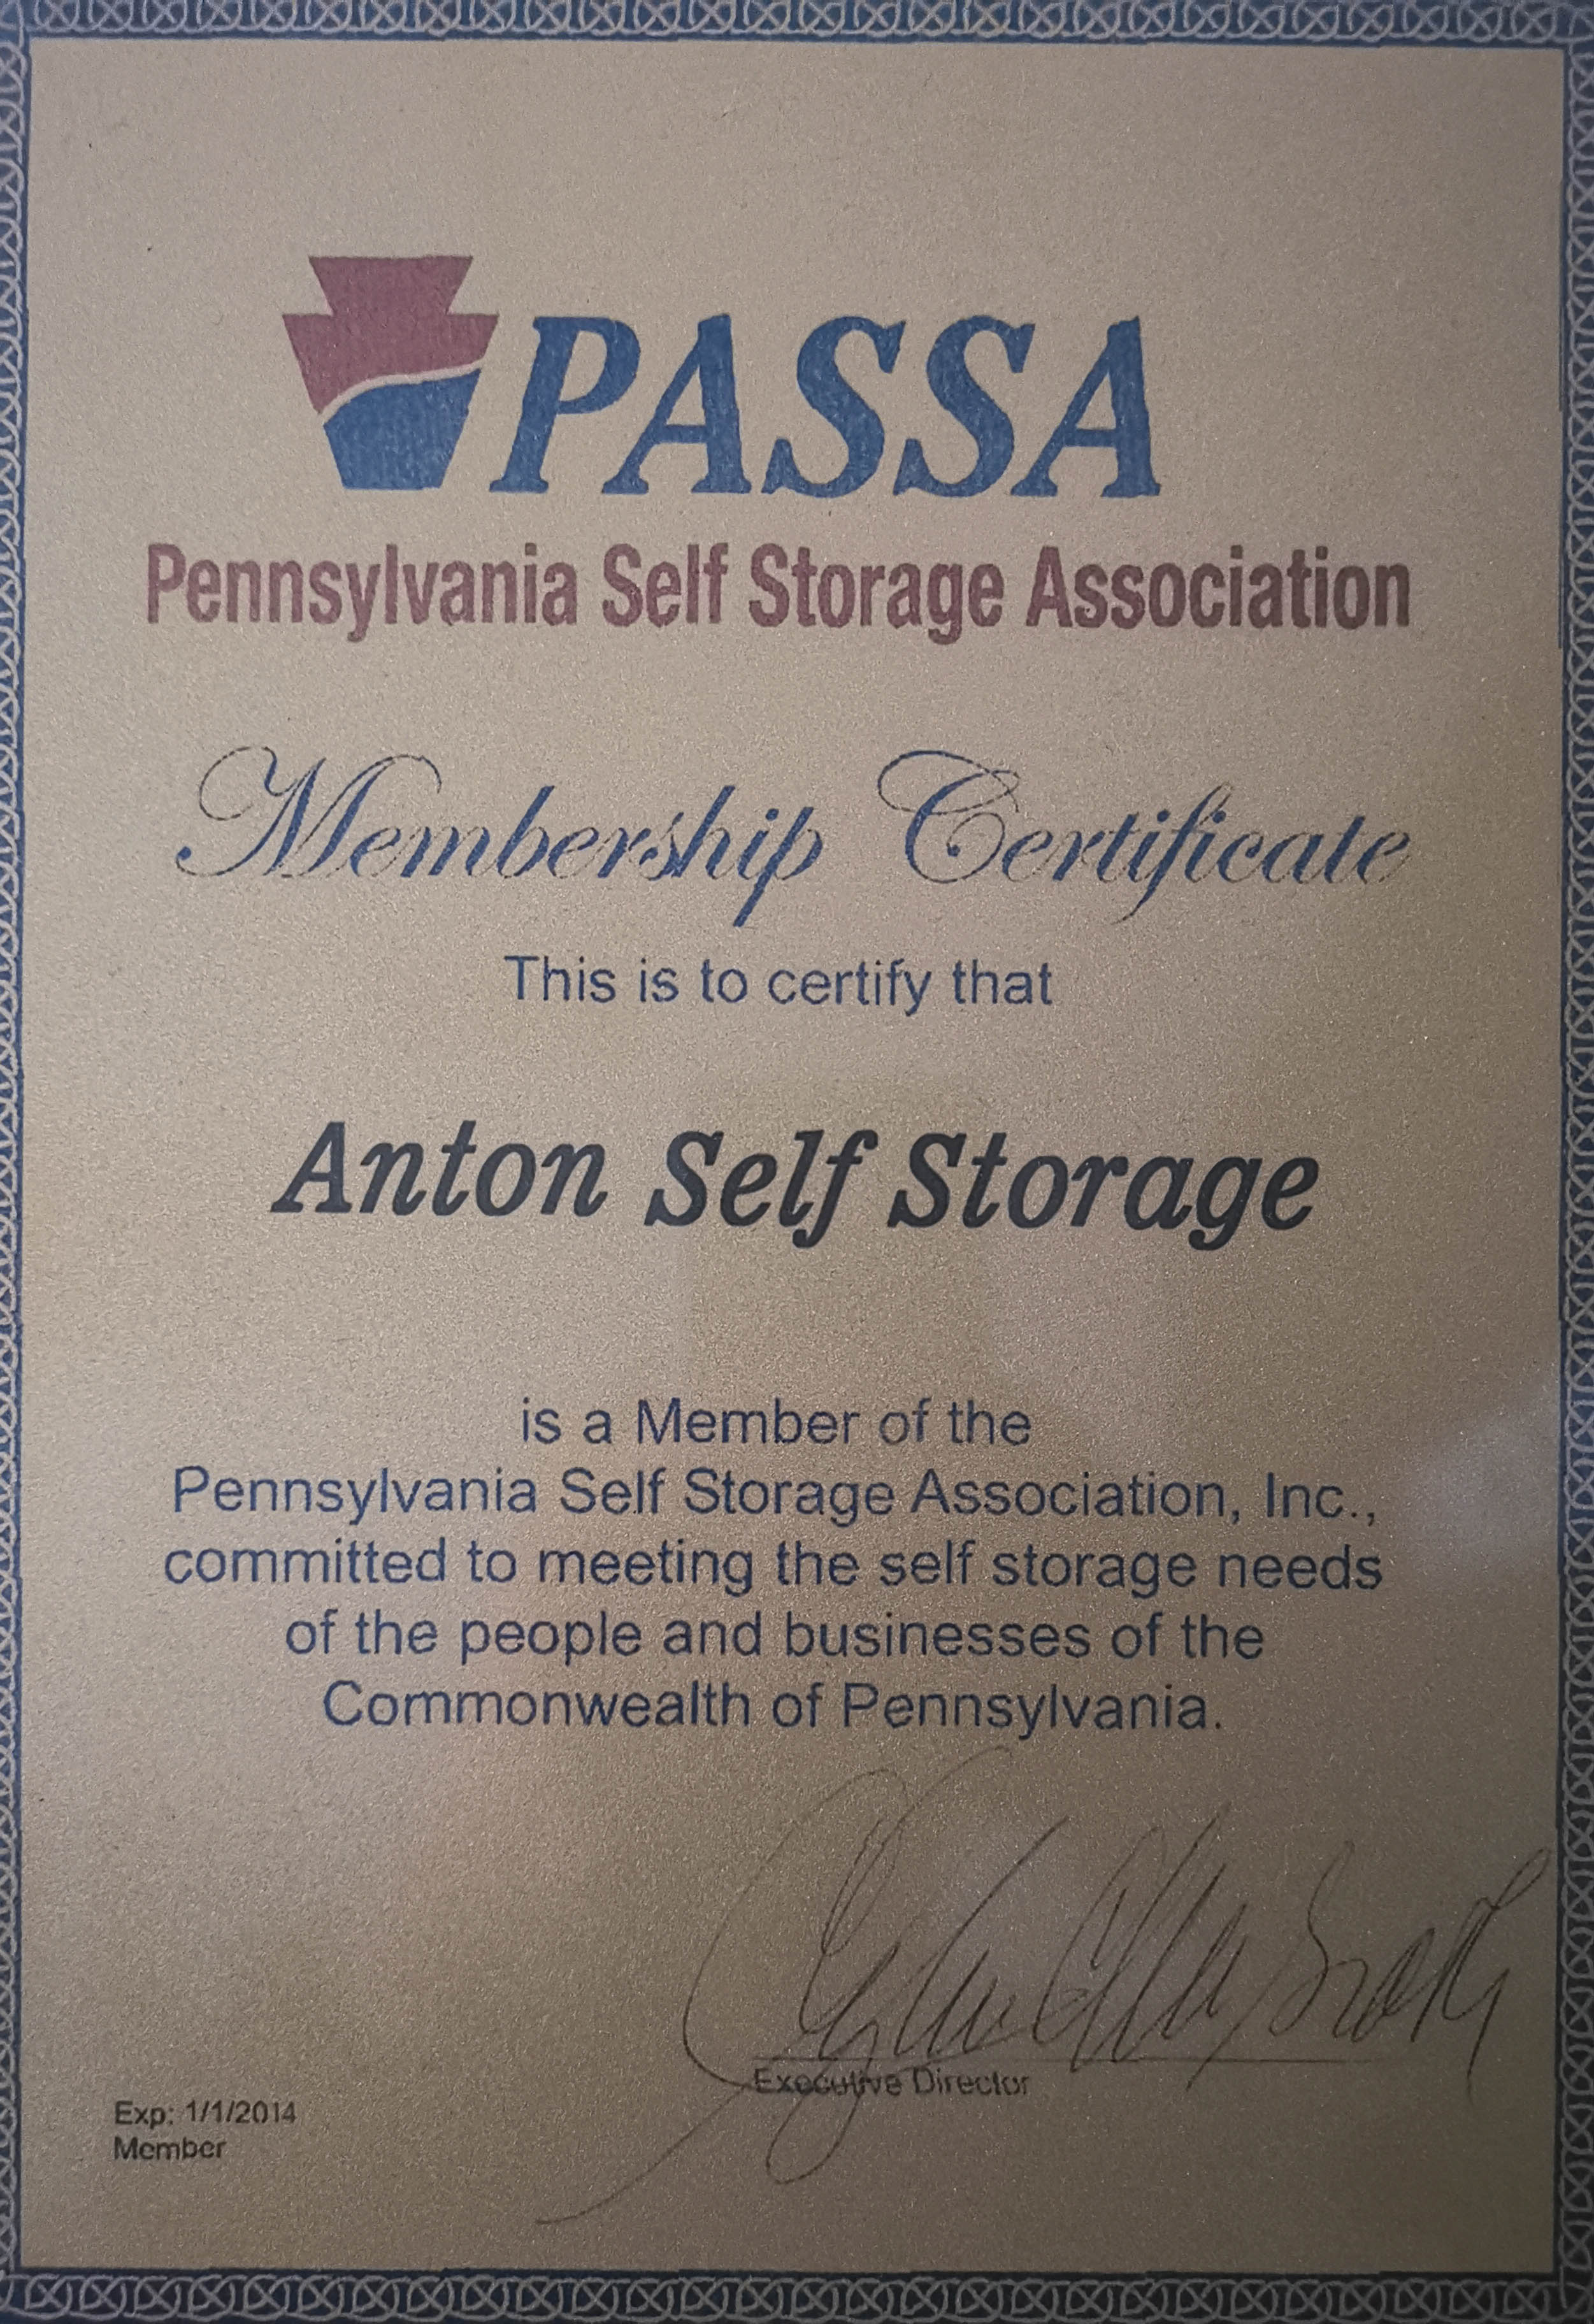 PASSA
Pennsylvania Self Storage Association
Membership Certificate
This is to certify that
Anton Self Storage
is a Member of the
Pennsylvania Self Storage Association, Inc.,
committed to meeting the self storage needs
of the people and businesses of the
Commonwealth of Pennsylvania.
Executive Director
Exp: 1/1/2014
Member